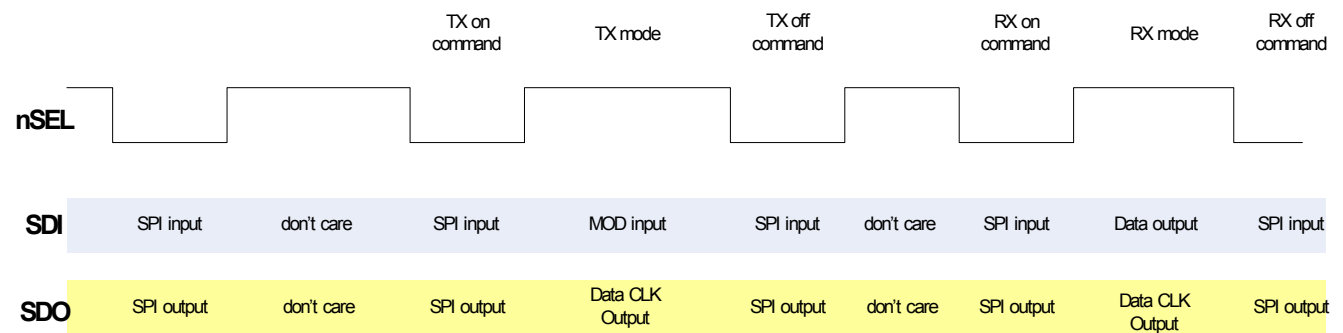 TX on command TX mode TX off command RX on command RX mode RX off command
nSEL
SDI SPI input don't care SPI input MOD input SPI input don't care SPI input Data output SPI input
SDO SPI output don't care SPI output Data CLK Output SPI output don't care SPI output Data CLK Output SPI output